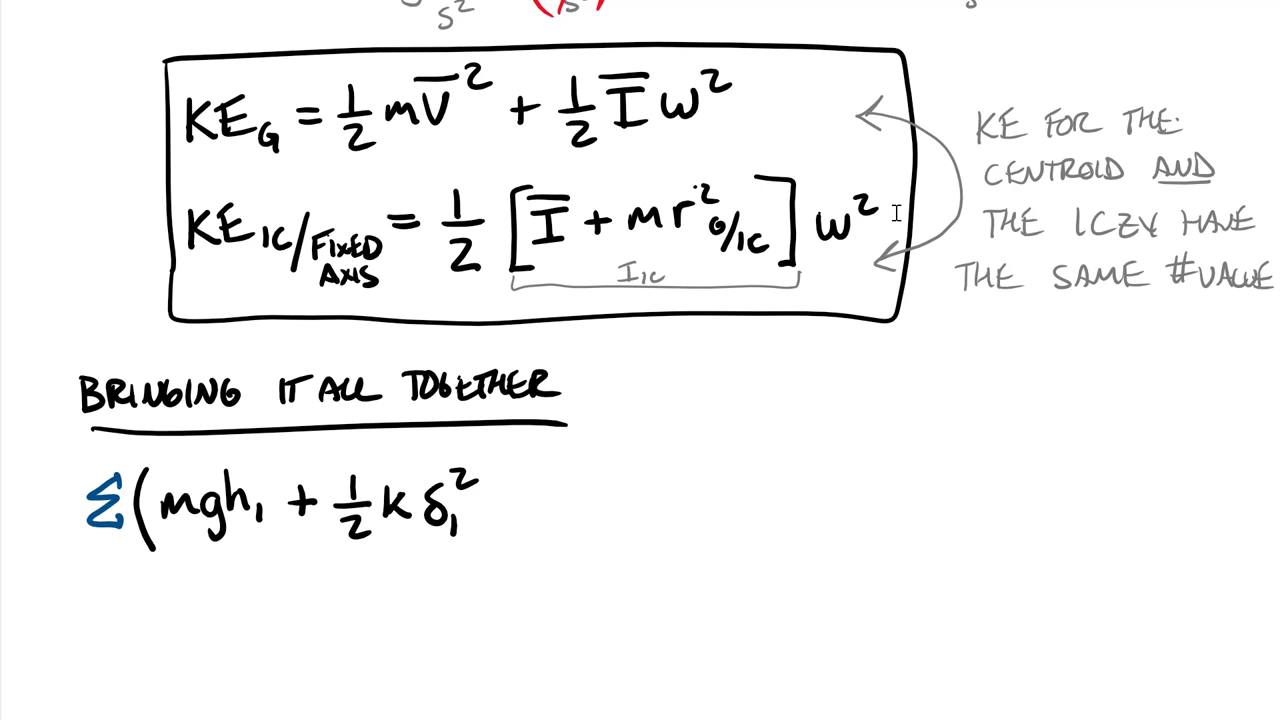 KE_G = 1/2 m V̅² + 1/2 I̅ ω²
KE_IC/FIXED AXIS = 1/2 [I̅ + m r²_G/IC] ω²
I_IC
KE FOR THE
CENTROID AND
THE ICZV HAVE
THE SAME #VALUE
BRINGING IT ALL TOGETHER
Σ(mgh₁ + 1/2 k δ₁²